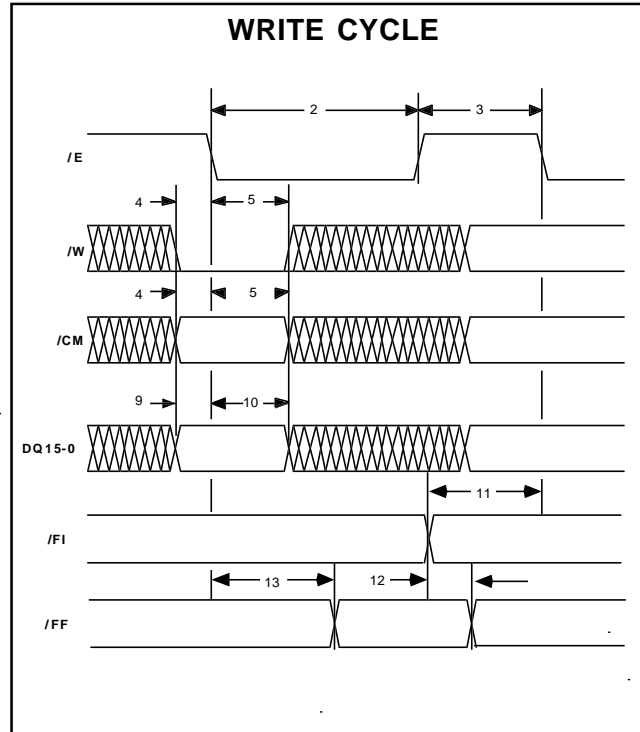 WRITE CYCLE
2 3
/E
4 5
/W
4 5
/CM
9 10
DQ15-0
11
/FI
13 12
/FF